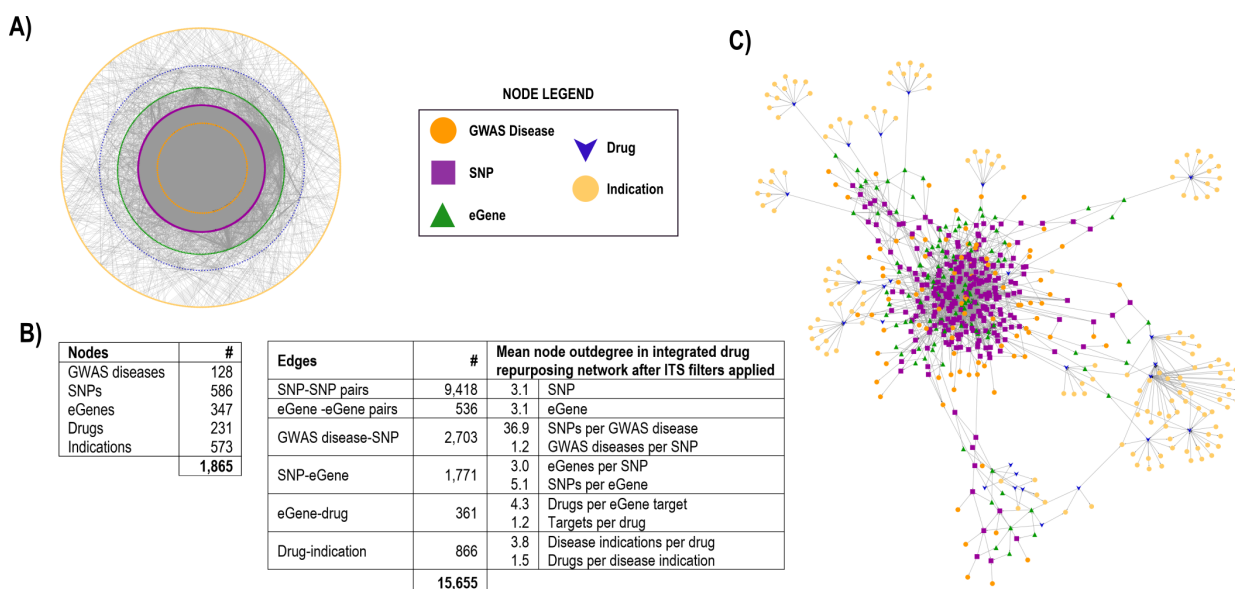 A)
C)
NODE LEGEND
GWAS Disease
SNP
eGene
Drug
Indication
B)
Nodes #
GWAS diseases 128
SNPs 586
eGenes 347
Drugs 231
Indications 573
1,865
Edges # Mean node outdegree in integrated drug
repurposing network after ITS filters applied
SNP-SNP pairs 9,418 3.1 SNP
eGene -eGene pairs 536 3.1 eGene
GWAS disease-SNP 2,703 36.9 SNPs per GWAS disease
1.2 GWAS diseases per SNP
SNP-eGene 1,771 3.0 eGenes per SNP
5.1 SNPs per eGene
eGene-drug 361 4.3 Drugs per eGene target
1.2 Targets per drug
Drug-indication 866 3.8 Disease indications per drug
1.5 Drugs per disease indication
15,655